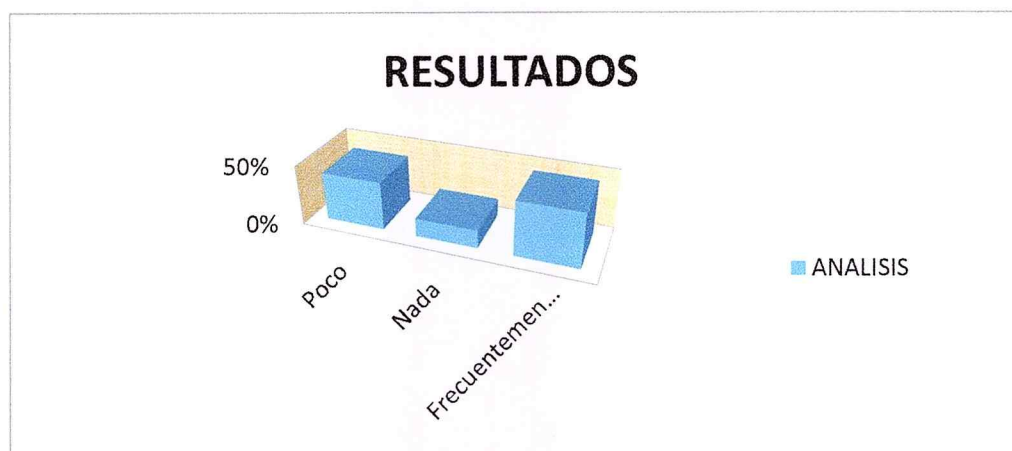 RESULTADOS
50%
0%
Poco
Nada
Frecuentemen...
ANALISIS